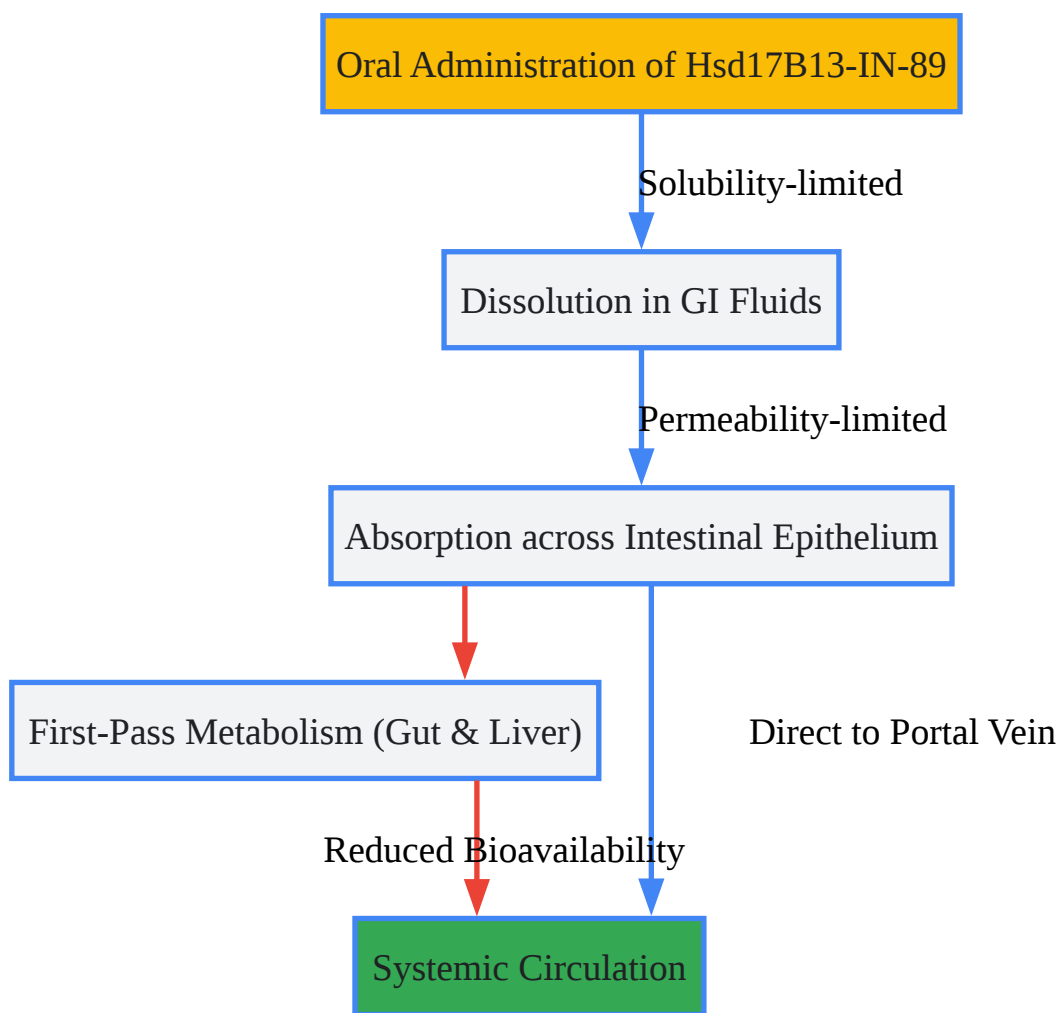 Oral Administration of Hsd17B13-IN-89
Solubility-limited
Dissolution in GI Fluids
Permeability-limited
Absorption across Intestinal Epithelium
First-Pass Metabolism (Gut & Liver)
Direct to Portal Vein
Reduced Bioavailability
Systemic Circulation